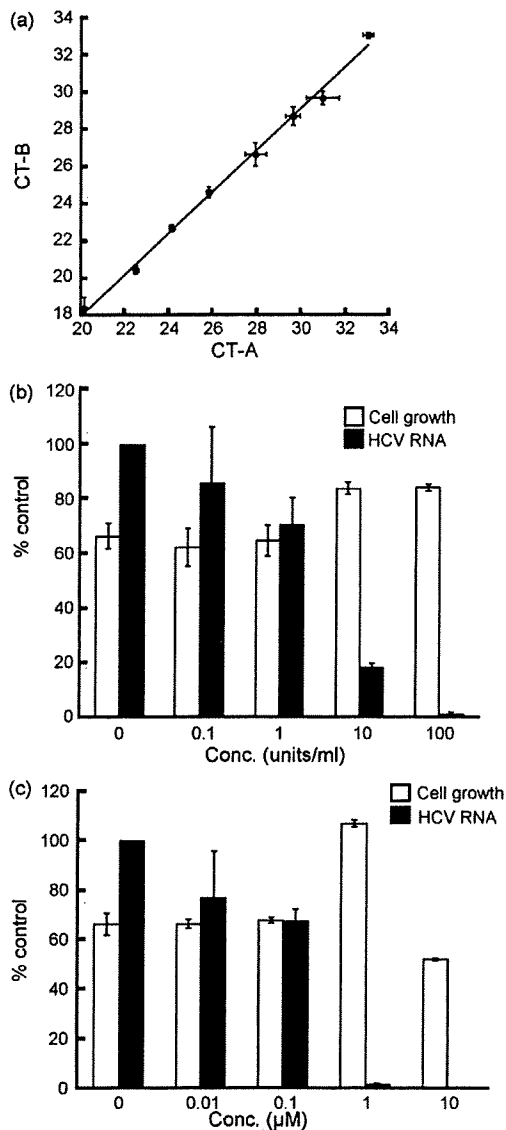 (a)
34
32
30
28
26
24
22
20
18
CT-B
20 22 24 26 28 30 32 34
CT-A
(b)
120
100
80
60
40
20
0
% control
Cell growth
HCV RNA
0 0.1 1 10 100
Conc. (units/ml)
(c)
120
100
80
60
40
20
0
% control
Cell growth
HCV RNA
0 0.01 0.1 1 10
Conc. (µM)